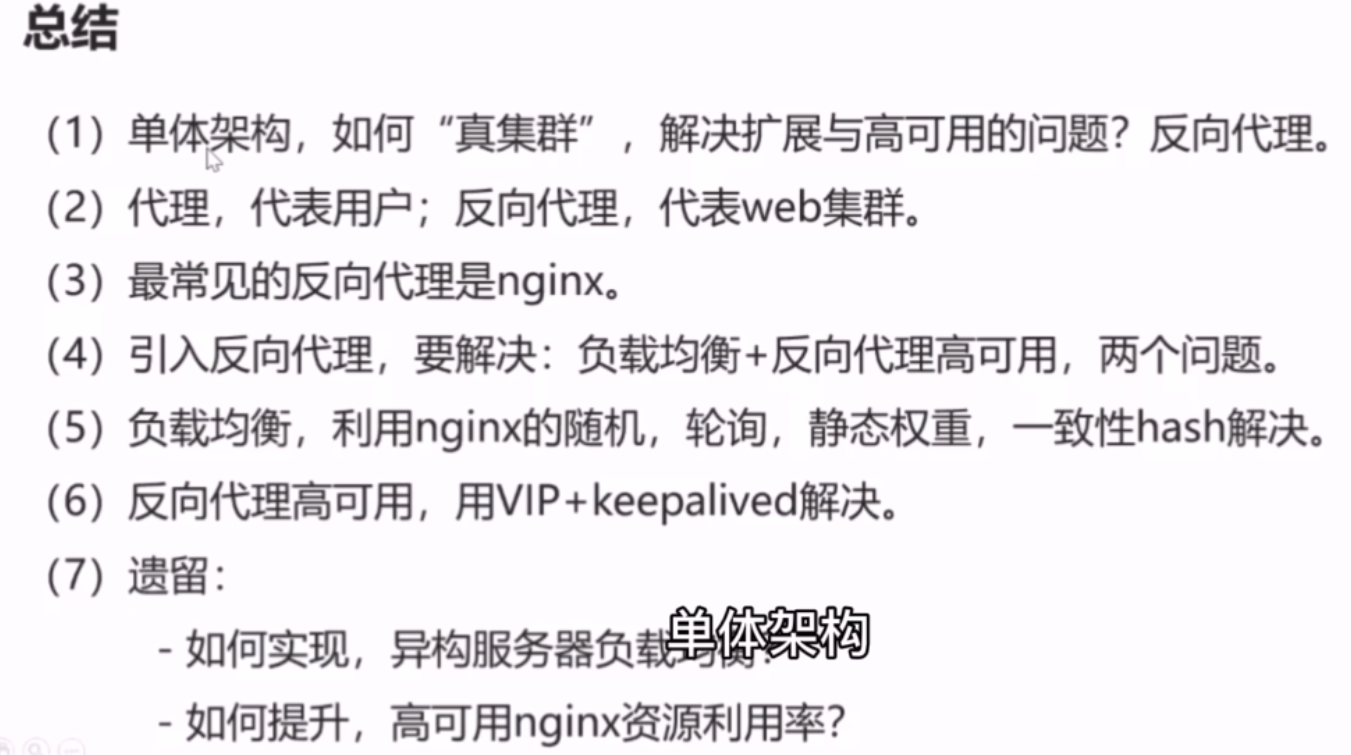 总结
（1）单体架构，如何“真集群”，解决扩展与高可用的问题？反向代理。
（2）代理，代表用户；反向代理，代表web集群。
（3）最常见的反向代理是nginx。
（4）引入反向代理，要解决：负载均衡+反向代理高可用，两个问题。
（5）负载均衡，利用nginx的随机，轮询，静态权重，一致性hash解决。
（6）反向代理高可用，用VIP+keepalived解决。
（7）遗留：
- 如何实现，异构服务器负载均衡？
单体架构
- 如何提升，高可用nginx资源利用率？